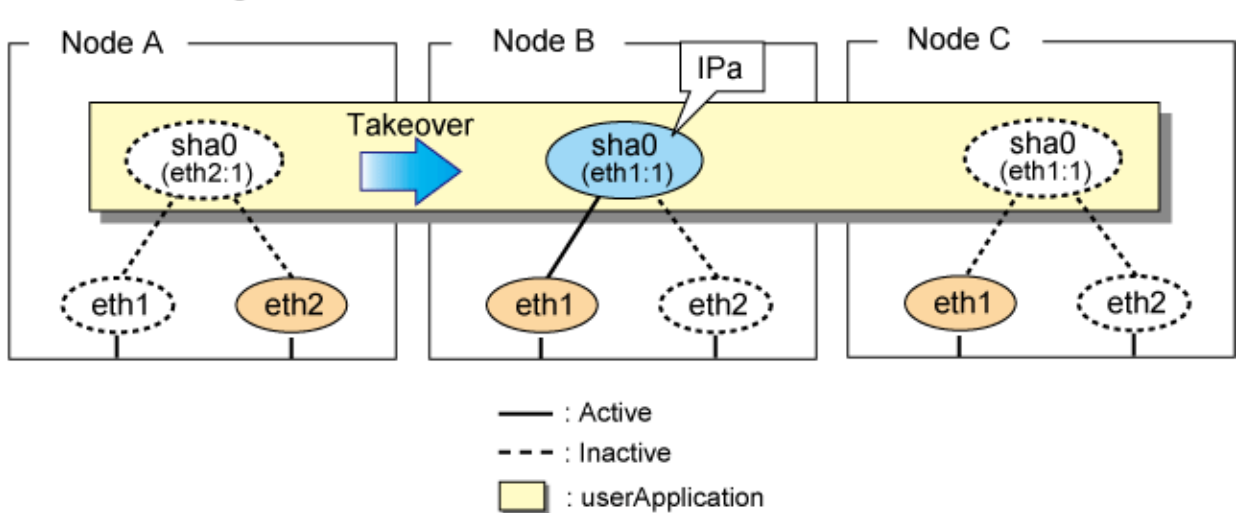 Node A
Node B
Node C
IPa
Takeover
sha0
(eth2:1)
sha0
(eth1:1)
sha0
(eth1:1)
eth1
eth2
eth1
eth2
eth1
eth2
: Active
: Inactive
: userApplication